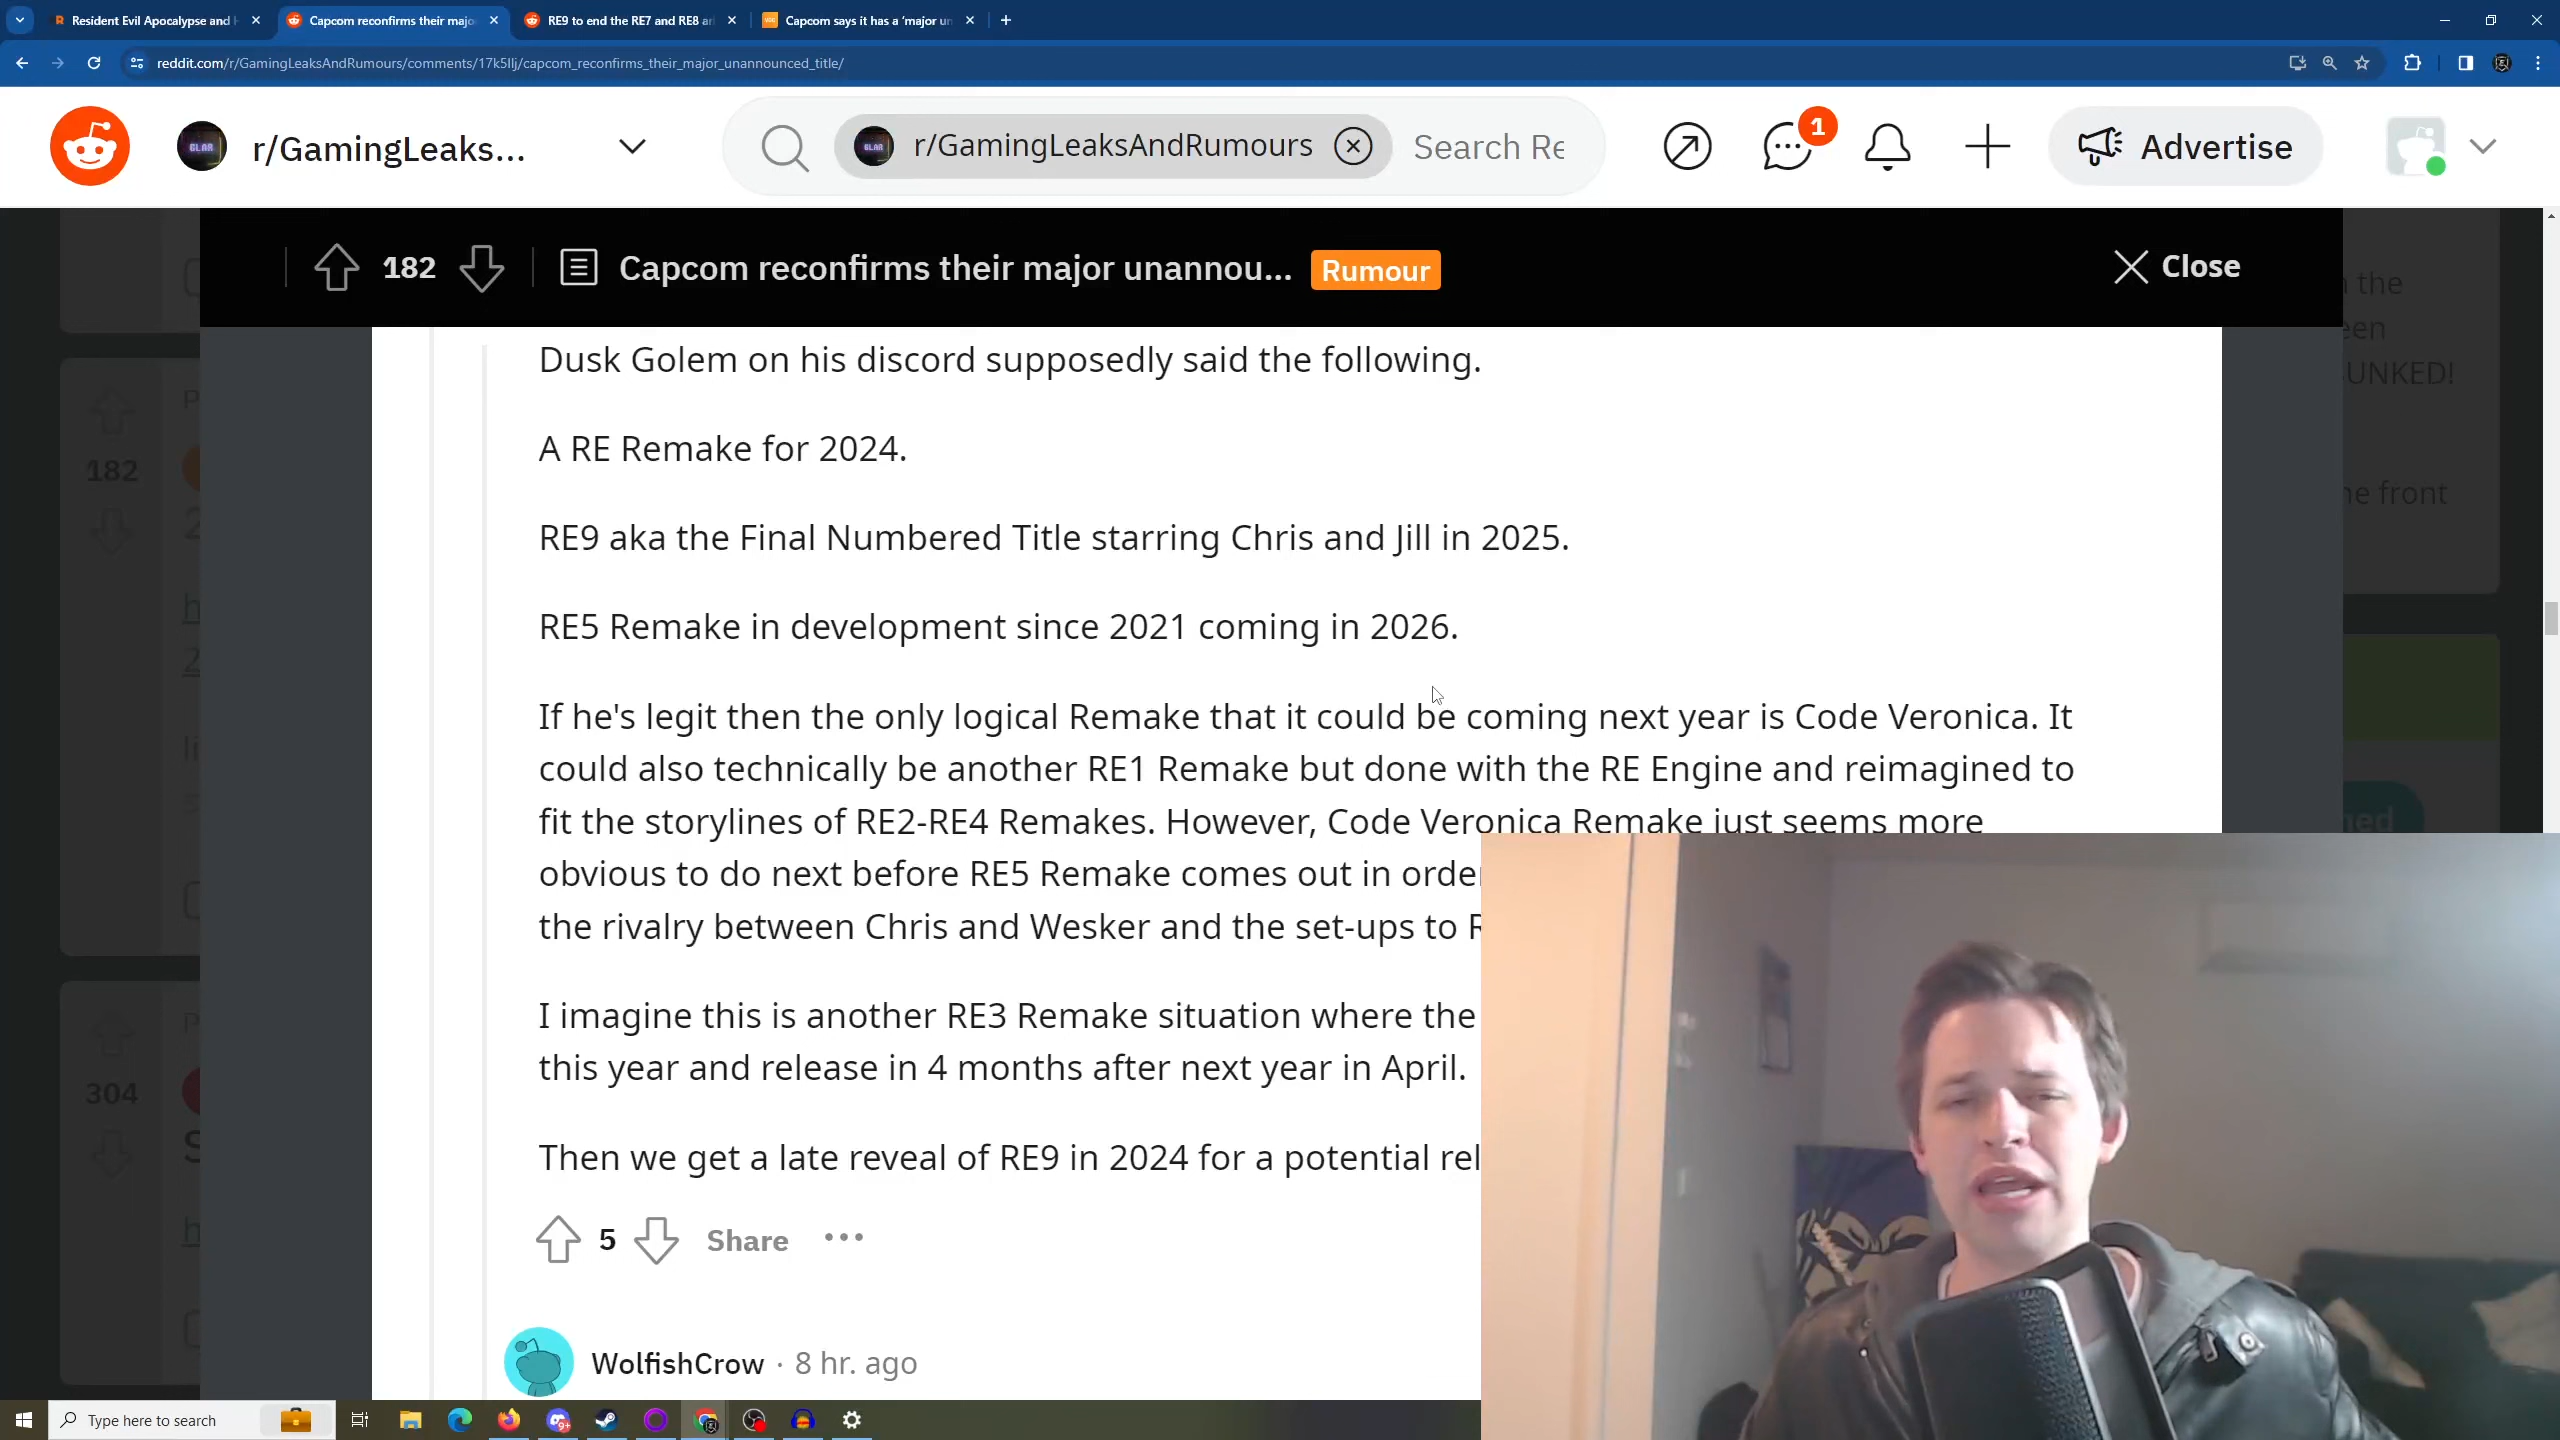 Resident Evil Apocalypse and
Capcom reconfirms their majo
RE9 to end the RE7 and RE8 ar
Capcom says it has a 'major un
reddit.com/r/GamingLeaksAndRumours/comments/17k5llj/capcom_reconfirms_their_major_unannounced_title/
r/GamingLeaks...
r/GamingLeaksAndRumours
Search Re
1
Advertise
182
Capcom reconfirms their major unannou...
Rumour
Close
Dusk Golem on his discord supposedly said the following.
A RE Remake for 2024.
RE9 aka the Final Numbered Title starring Chris and Jill in 2025.
RE5 Remake in development since 2021 coming in 2026.
If he's legit then the only logical Remake that it could be coming next year is Code Veronica. It
could also technically be another RE1 Remake but done with the RE Engine and reimagined to
fit the storylines of RE2-RE4 Remakes. However, Code Veronica Remake just seems more
obvious to do next before RE5 Remake comes out in order
the rivalry between Chris and Wesker and the set-ups to R
I imagine this is another RE3 Remake situation where the
this year and release in 4 months after next year in April.
Then we get a late reveal of RE9 in 2024 for a potential rel
5
Share
WolfishCrow · 8 hr. ago
182
304
the
een
UNKED!
he front
ned
Type here to search